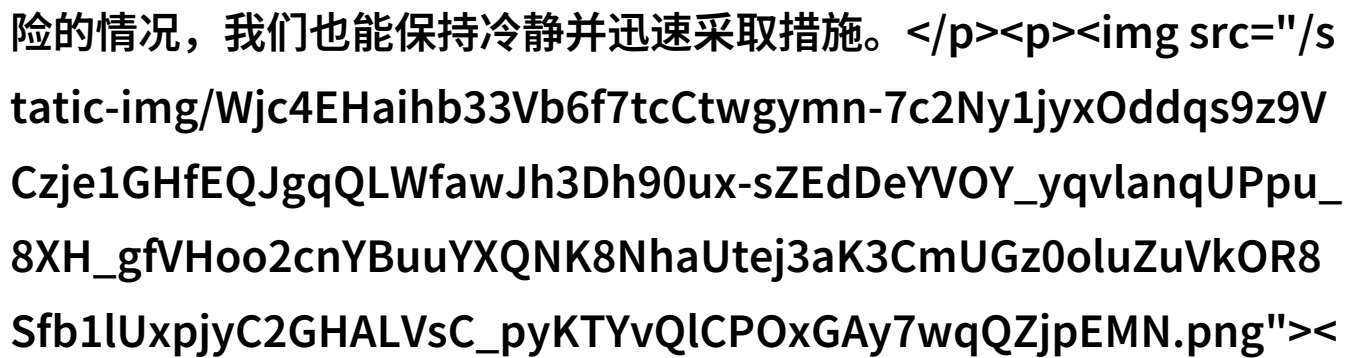 险的情况，我们也能保持冷静并迅速采取措施。</p><p><img src="/s
tatic-img/Wjc4EHaihb33Vb6f7tcCtwgymn-7c2Ny1jyxOddqs9z9V
Czje1GHfEQJgqQLWfawJh3Dh90ux-sZEdDeYVOY_yqvlanqUPpu_
8XH_gfVHoo2cnYBuuYXQNK8NhaUtej3aK3CmUGz0oluZuVkOR8
Sfb1lUxpjyC2GHALVsC_pyKTYvQlCPOxGAy7wqQZjpEMN.png"><